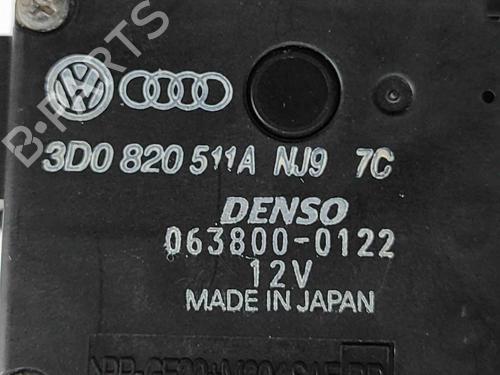 3D0 820 511A NJ9 7C
DENSO
063800-0122
12V
MADE IN JAPAN
B-PARTS